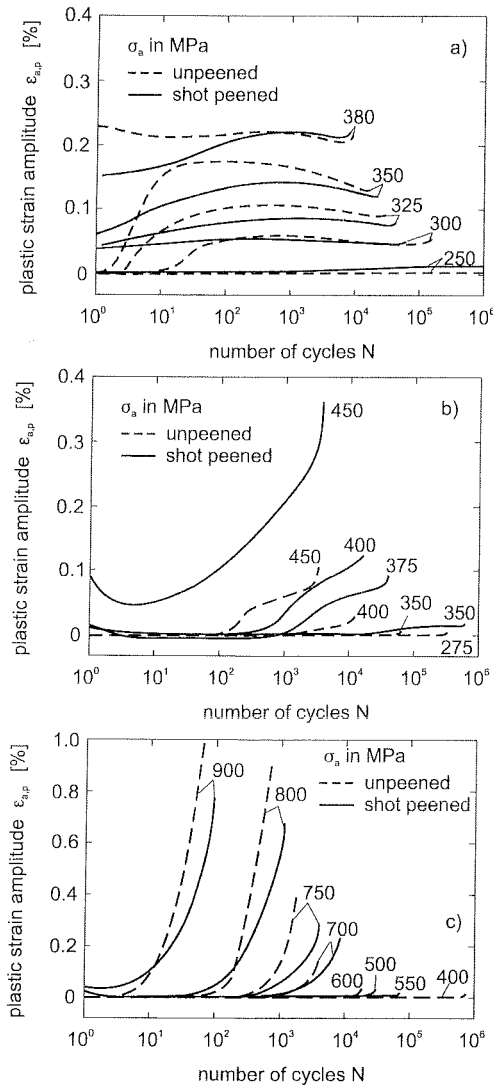 a)
σa in MPa
unpeened
shot peened
plastic strain amplitude εa,p [%]
0.4
0.3
0.2
0.1
0
380
350
325
300
250
10^0 10^1 10^2 10^3 10^4 10^5 10^6
number of cycles N
b)
σa in MPa
unpeened
shot peened
plastic strain amplitude εa,p [%]
0.4
0.3
0.2
0.1
0
450
450
400
375
400
350
350
275
10^0 10^1 10^2 10^3 10^4 10^5 10^6
number of cycles N
σa in MPa
unpeened
shot peened
c)
plastic strain amplitude εa,p [%]
1.0
0.8
0.6
0.4
0.2
0
900
800
750
700
600
500
550
400
10^0 10^1 10^2 10^3 10^4 10^5 10^6
number of cycles N